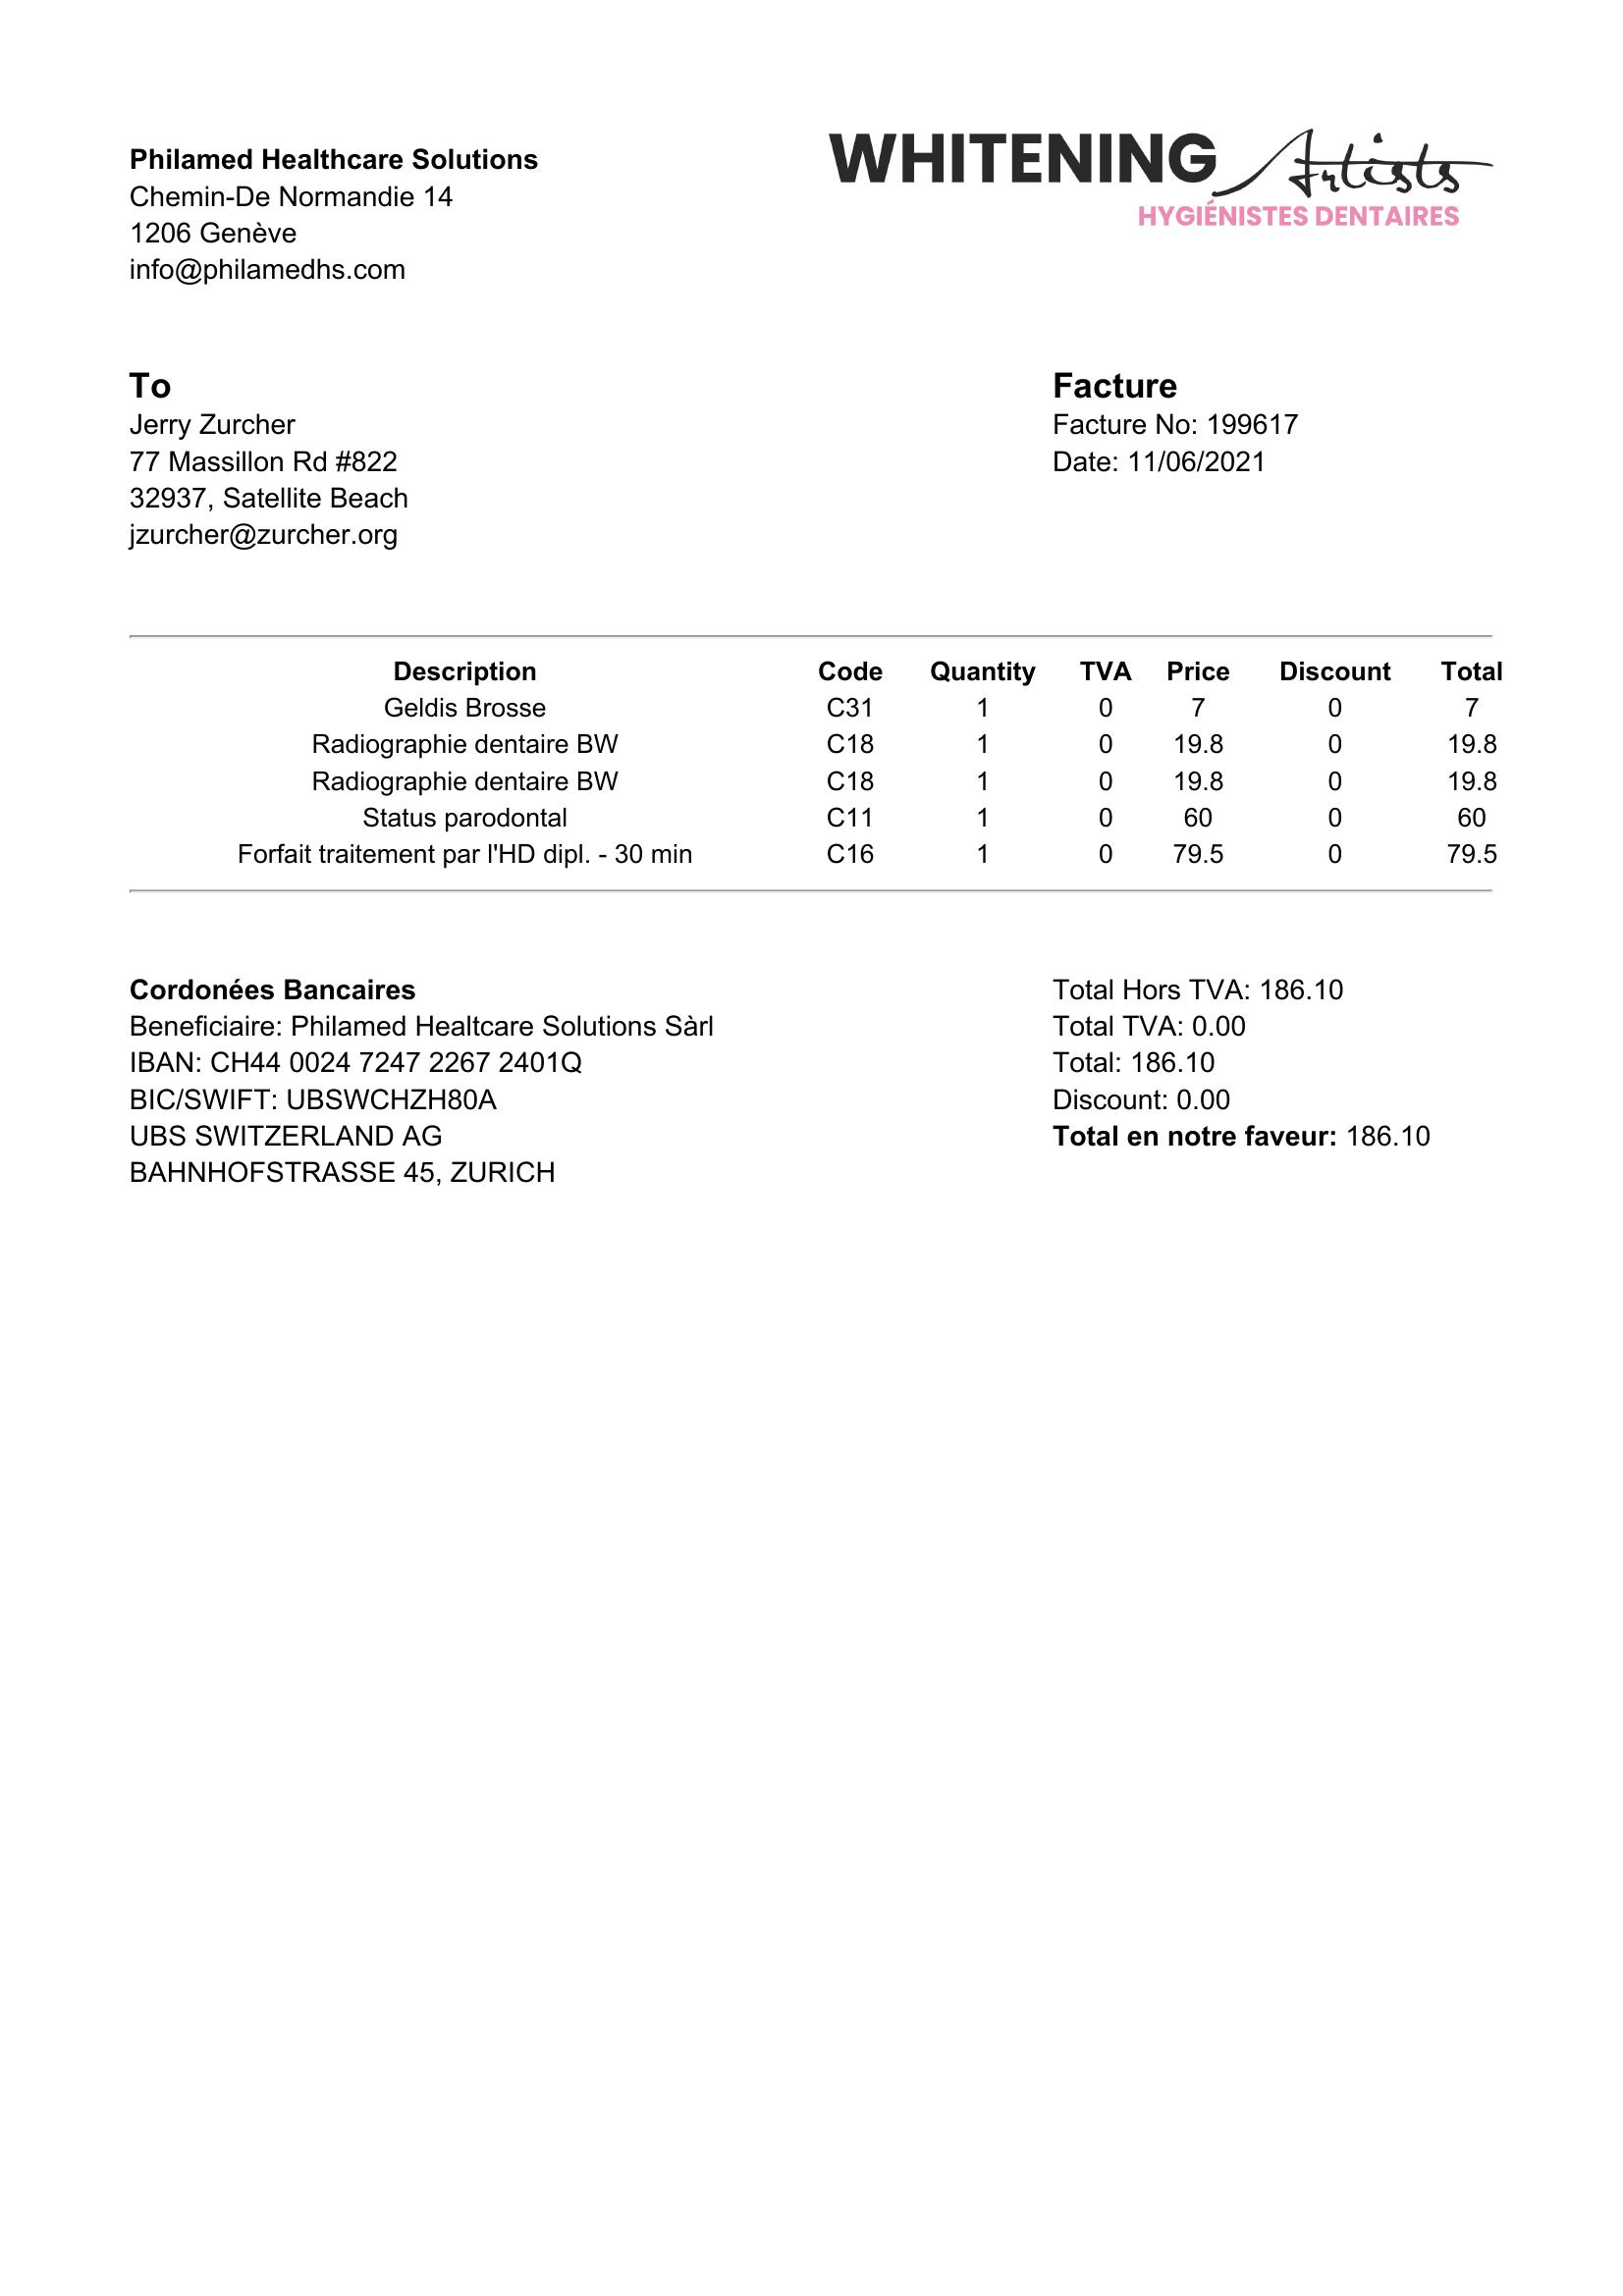 Philamed Healthcare Solutions
Chemin-De Normandie 14
1206 Genève
info@philamedhs.com
WHITENING Artists
HYGIÉNISTES DENTAIRES
To
Jerry Zurcher
77 Massillon Rd #822
32937, Satellite Beach
jzurcher@zurcher.org
Facture
Facture No: 199617
Date: 11/06/2021
Description Code Quantity TVA Price Discount Total
Geldis Brosse C31 1 0 7 0 7
Radiographie dentaire BW C18 1 0 19.8 0 19.8
Radiographie dentaire BW C18 1 0 19.8 0 19.8
Status parodontal C11 1 0 60 0 60
Forfait traitement par l'HD dipl. - 30 min C16 1 0 79.5 0 79.5
Cordonées Bancaires
Beneficiaire: Philamed Healtcare Solutions Sàrl
IBAN: CH44 0024 7247 2267 2401Q
BIC/SWIFT: UBSWCHZH80A
UBS SWITZERLAND AG
BAHNHOFSTRASSE 45, ZURICH
Total Hors TVA: 186.10
Total TVA: 0.00
Total: 186.10
Discount: 0.00
Total en notre faveur: 186.10